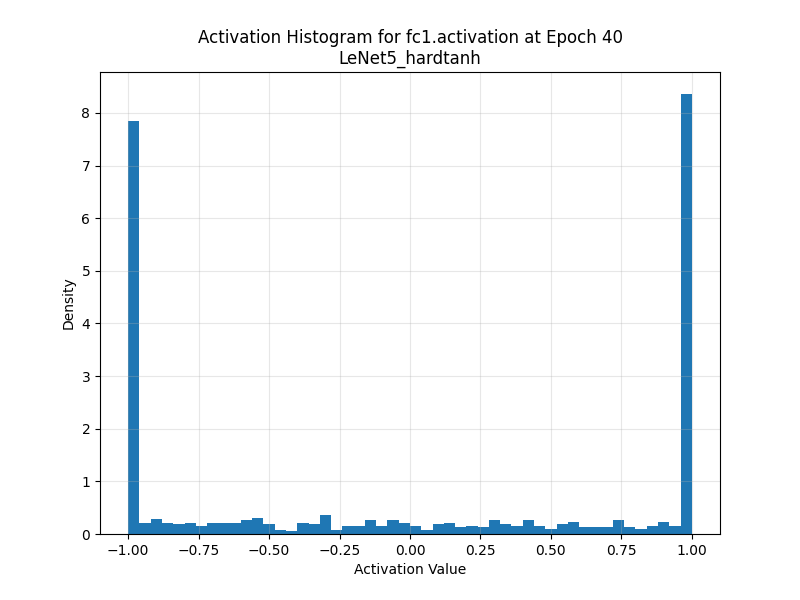 Activation Histogram for fc1.activation at Epoch 40
LeNet5_hardtanh
8
7
6
5
4
3
2
1
0
Density
−1.00 −0.75 −0.50 −0.25 0.00 0.25 0.50 0.75 1.00
Activation Value